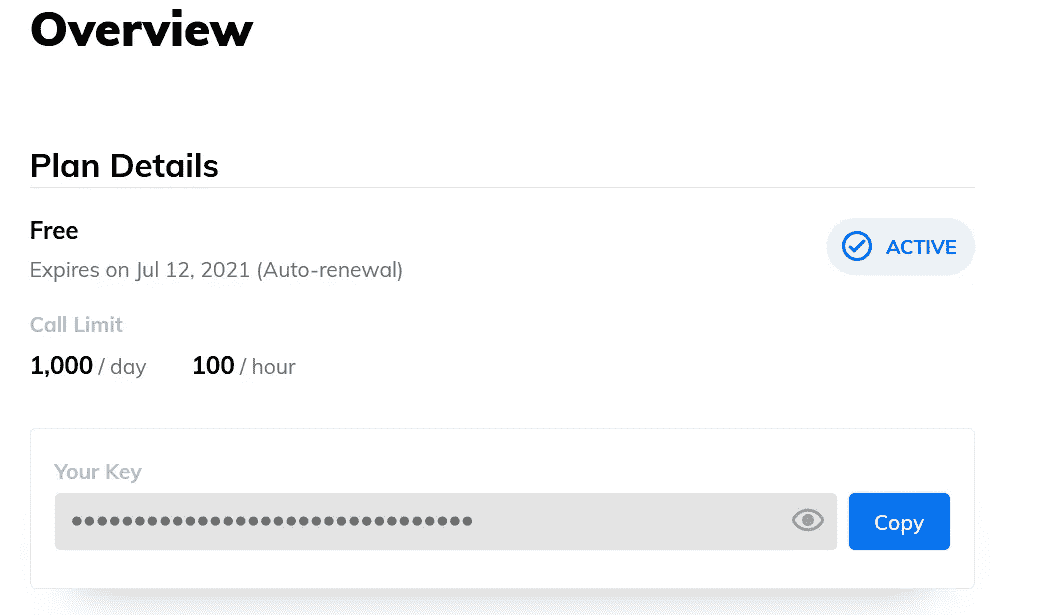 Overview
Plan Details
Free
ACTIVE
Expires on Jul 12, 2021 (Auto-renewal)
Call Limit
1,000 / day 100 / hour
Your Key
••••••••••••••••••••••••••••••••
Copy